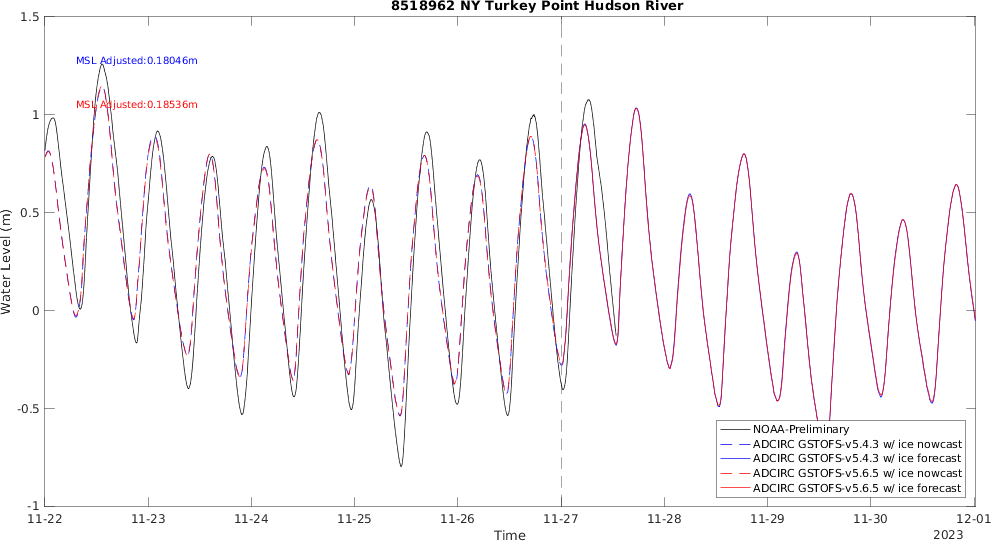 8518962 NY Turkey Point Hudson River
1.5
1
0.5
0
-0.5
-1
Water Level (m)
MSL Adjusted:0.18046m
MSL Adjusted:0.18536m
NOAA-Preliminary
ADCIRC GSTOFS-v5.4.3 w/ ice nowcast
ADCIRC GSTOFS-v5.4.3 w/ ice forecast
ADCIRC GSTOFS-v5.6.5 w/ ice nowcast
ADCIRC GSTOFS-v5.6.5 w/ ice forecast
11-22 11-23 11-24 11-25 11-26 11-27 11-28 11-29 11-30 12-01
Time
2023